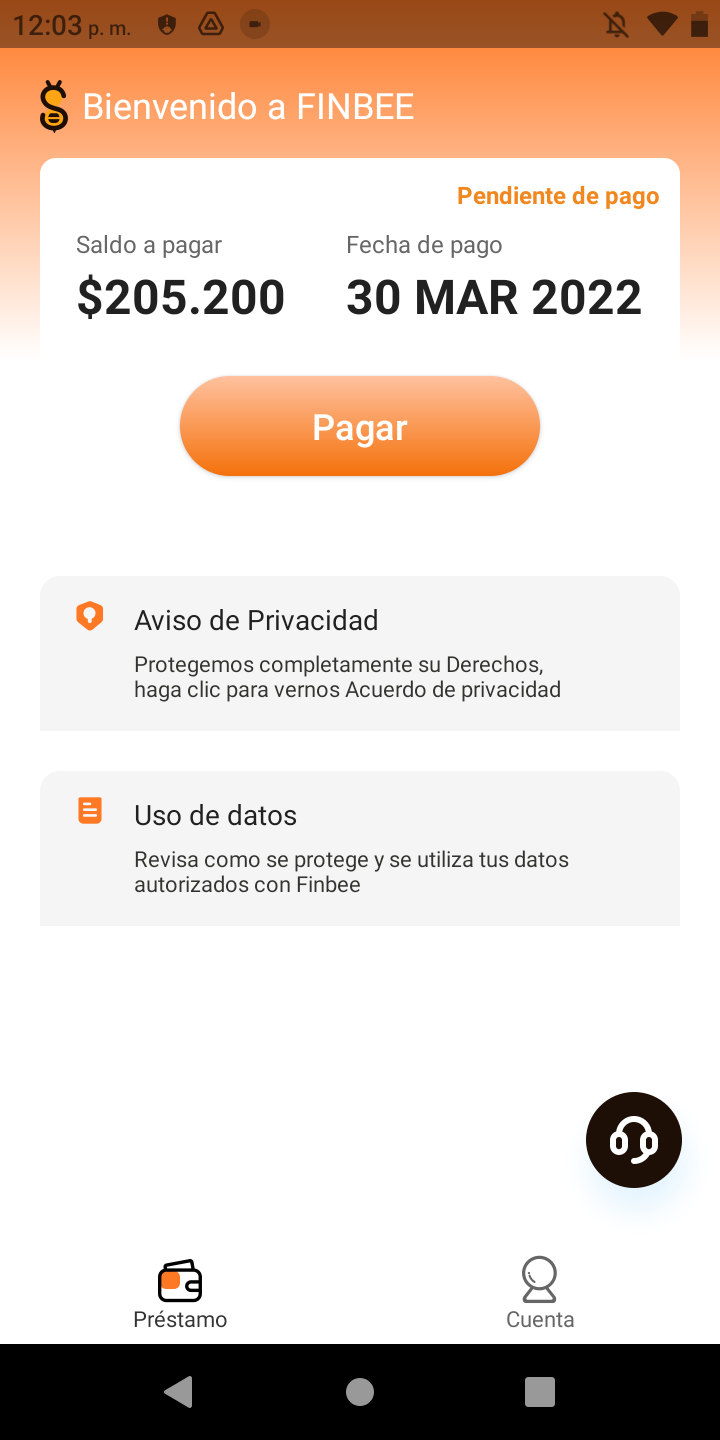 12:03 p. m.
Bienvenido a FINBEE
Pendiente de pago
Saldo a pagar
Fecha de pago
$205.200
30 MAR 2022
Pagar
Aviso de Privacidad
Protegemos completamente su Derechos,
haga clic para vernos Acuerdo de privacidad
Uso de datos
Revisa como se protege y se utiliza tus datos
autorizados con Finbee
Préstamo
Cuenta